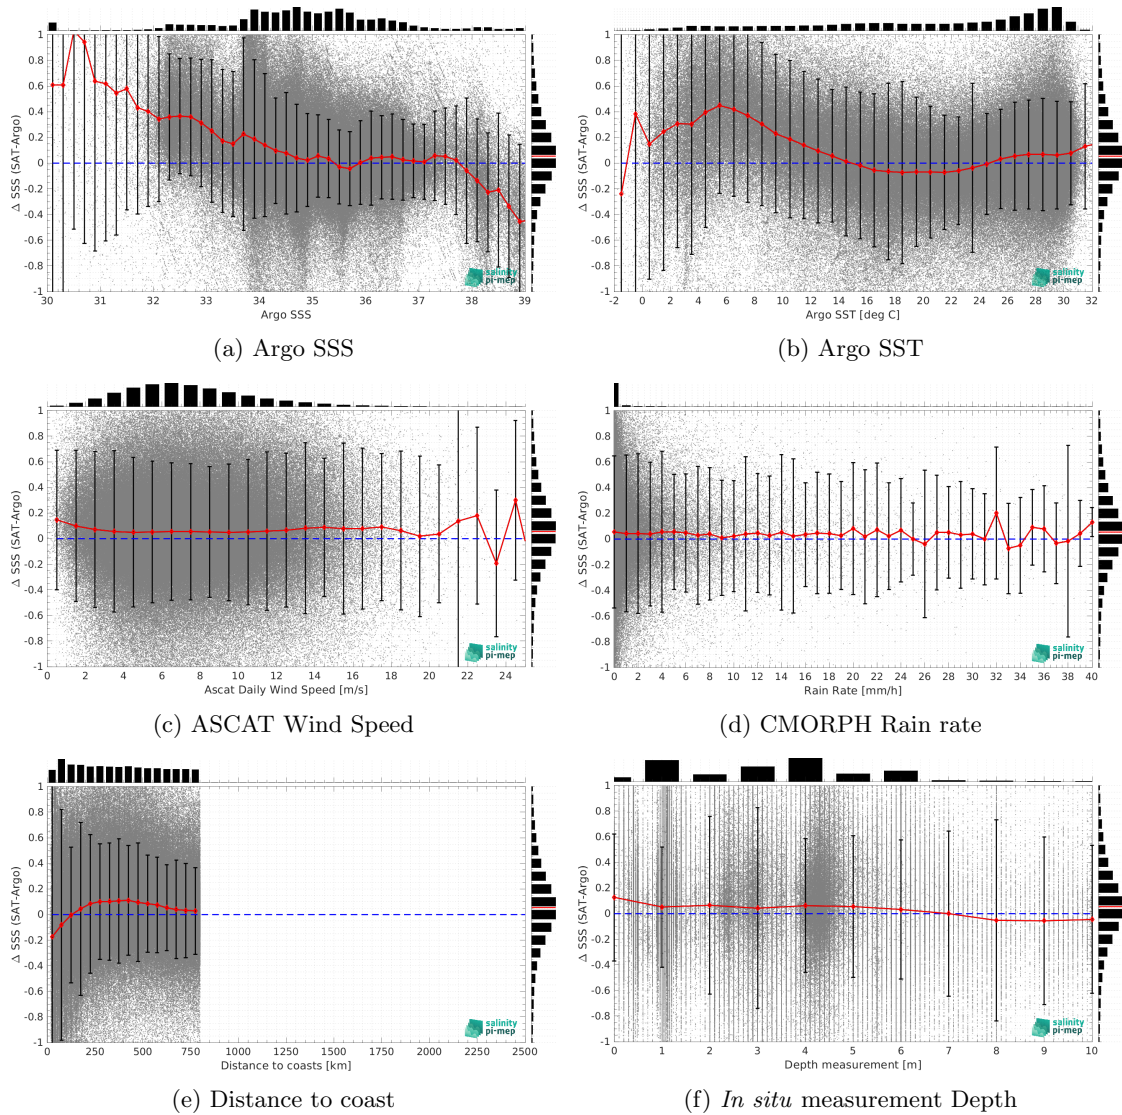 1
0.8
0.6
0.4
0.2
0
-0.2
-0.4
-0.6
-0.8
-1
Δ SSS (SAT-Argo)
30 31 32 33 34 35 36 37 38 39
Argo SSS
salinity
pi-mep
(a) Argo SSS
1
0.8
0.6
0.4
0.2
0
-0.2
-0.4
-0.6
-0.8
-1
Δ SSS (SAT-Argo)
-2 0 2 4 6 8 10 12 14 16 18 20 22 24 26 28 30 32
Argo SST [deg C]
salinity
pi-mep
(b) Argo SST
1
0.8
0.6
0.4
0.2
0
-0.2
-0.4
-0.6
-0.8
-1
Δ SSS (SAT-Argo)
0 2 4 6 8 10 12 14 16 18 20 22 24
Ascat Daily Wind Speed [m/s]
salinity
pi-mep
(c) ASCAT Wind Speed
1
0.8
0.6
0.4
0.2
0
-0.2
-0.4
-0.6
-0.8
-1
Δ SSS (SAT-Argo)
0 2 4 6 8 10 12 14 16 18 20 22 24 26 28 30 32 34 36 38 40
Rain Rate [mm/h]
salinity
pi-mep
(d) CMORPH Rain rate
1
0.8
0.6
0.4
0.2
0
-0.2
-0.4
-0.6
-0.8
-1
Δ SSS (SAT-Argo)
0 250 500 750 1000 1250 1500 1750 2000 2250 2500
Distance to coasts [km]
salinity
pi-mep
(e) Distance to coast
1
0.8
0.6
0.4
0.2
0
-0.2
-0.4
-0.6
-0.8
-1
Δ SSS (SAT-Argo)
0 1 2 3 4 5 6 7 8 9 10
Depth measurement [m]
salinity
pi-mep
(f) In situ measurement Depth